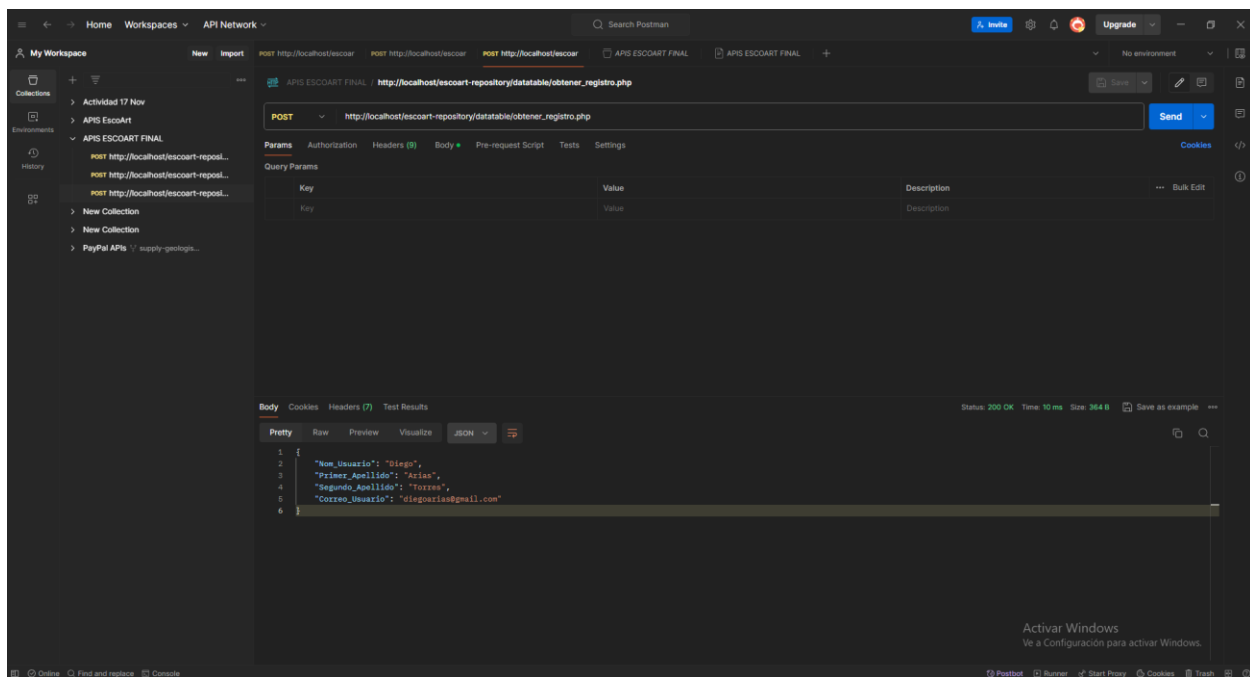 Home Workspaces API Network Search Postman Invite Upgrade
My Workspace New Import POST http://localhost/escoar POST http://localhost/escoar POST http://localhost/escoar APIS ESCOART FINAL APIS ESCOART FINAL + No environment
Collections
Environments
History
Actividad 17 Nov
APIS EscoArt
APIS ESCOART FINAL
POST http://localhost/escoart-reposi...
POST http://localhost/escoart-reposi...
POST http://localhost/escoart-reposi...
New Collection
New Collection
PayPal APIs supply-geologis...
APIS ESCOART FINAL / http://localhost/escoart-repository/datatable/obtener_registro.php Save
POST http://localhost/escoart-repository/datatable/obtener_registro.php Send
Params Authorization Headers (9) Body Pre-request Script Tests Settings Cookies
Query Params
Key Value Description Bulk Edit
Key Value Description
Body Cookies Headers (7) Test Results Status: 200 OK Time: 10 ms Size: 364 B Save as example
Pretty Raw Preview Visualize JSON
1 {
2 "Nom_Usuario": "Diego",
3 "Primer_Apellido": "Arias",
4 "Segundo_Apellido": "Torres",
5 "Correo_Usuario": "diegoarias@gmail.com"
6 }
Activar Windows
Ve a Configuración para activar Windows.
Online Find and replace Console Postbot Runner Start Proxy Cookies Trash